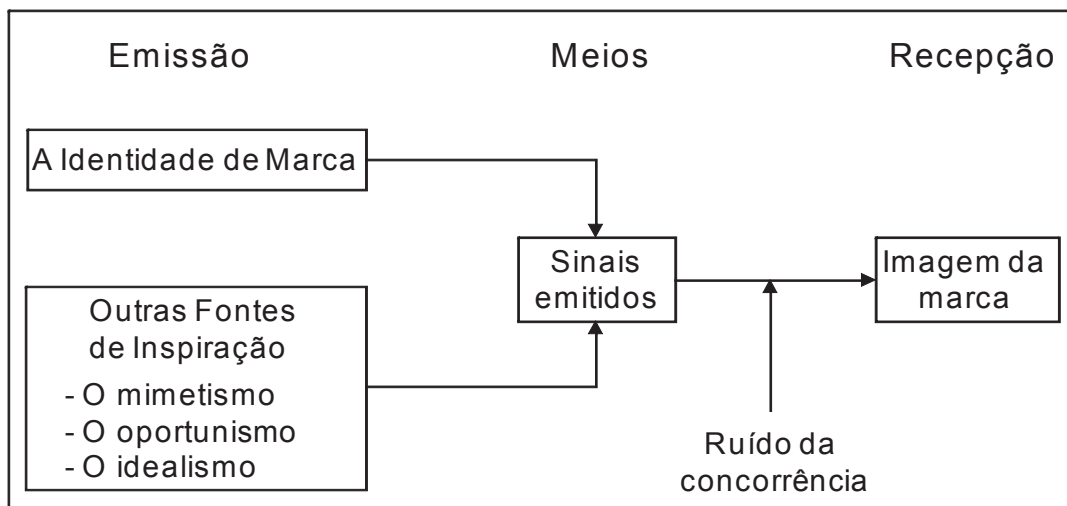 Emissão
Meios
Recepção
A Identidade de Marca
Sinais
emitidos
Imagem da
marca
Outras Fontes
de Inspiração
- O mimetismo
- O oportunismo
- O idealismo
Ruído da
concorrência